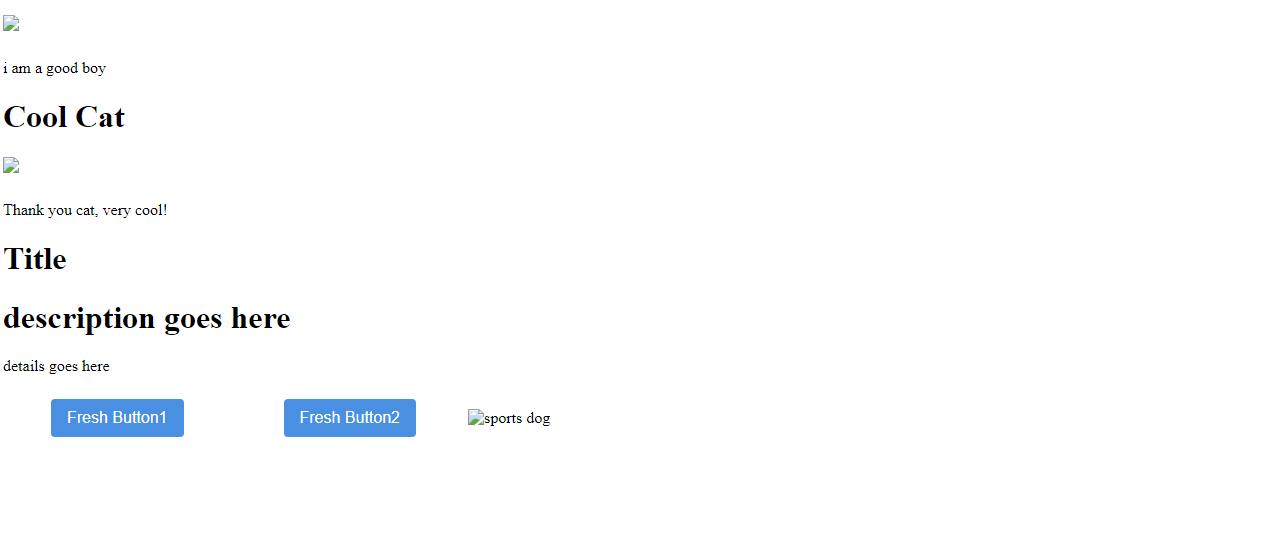 i am a good boy
Cool Cat
Thank you cat, very cool!
Title
description goes here
details goes here
Fresh Button1 Fresh Button2 sports dog